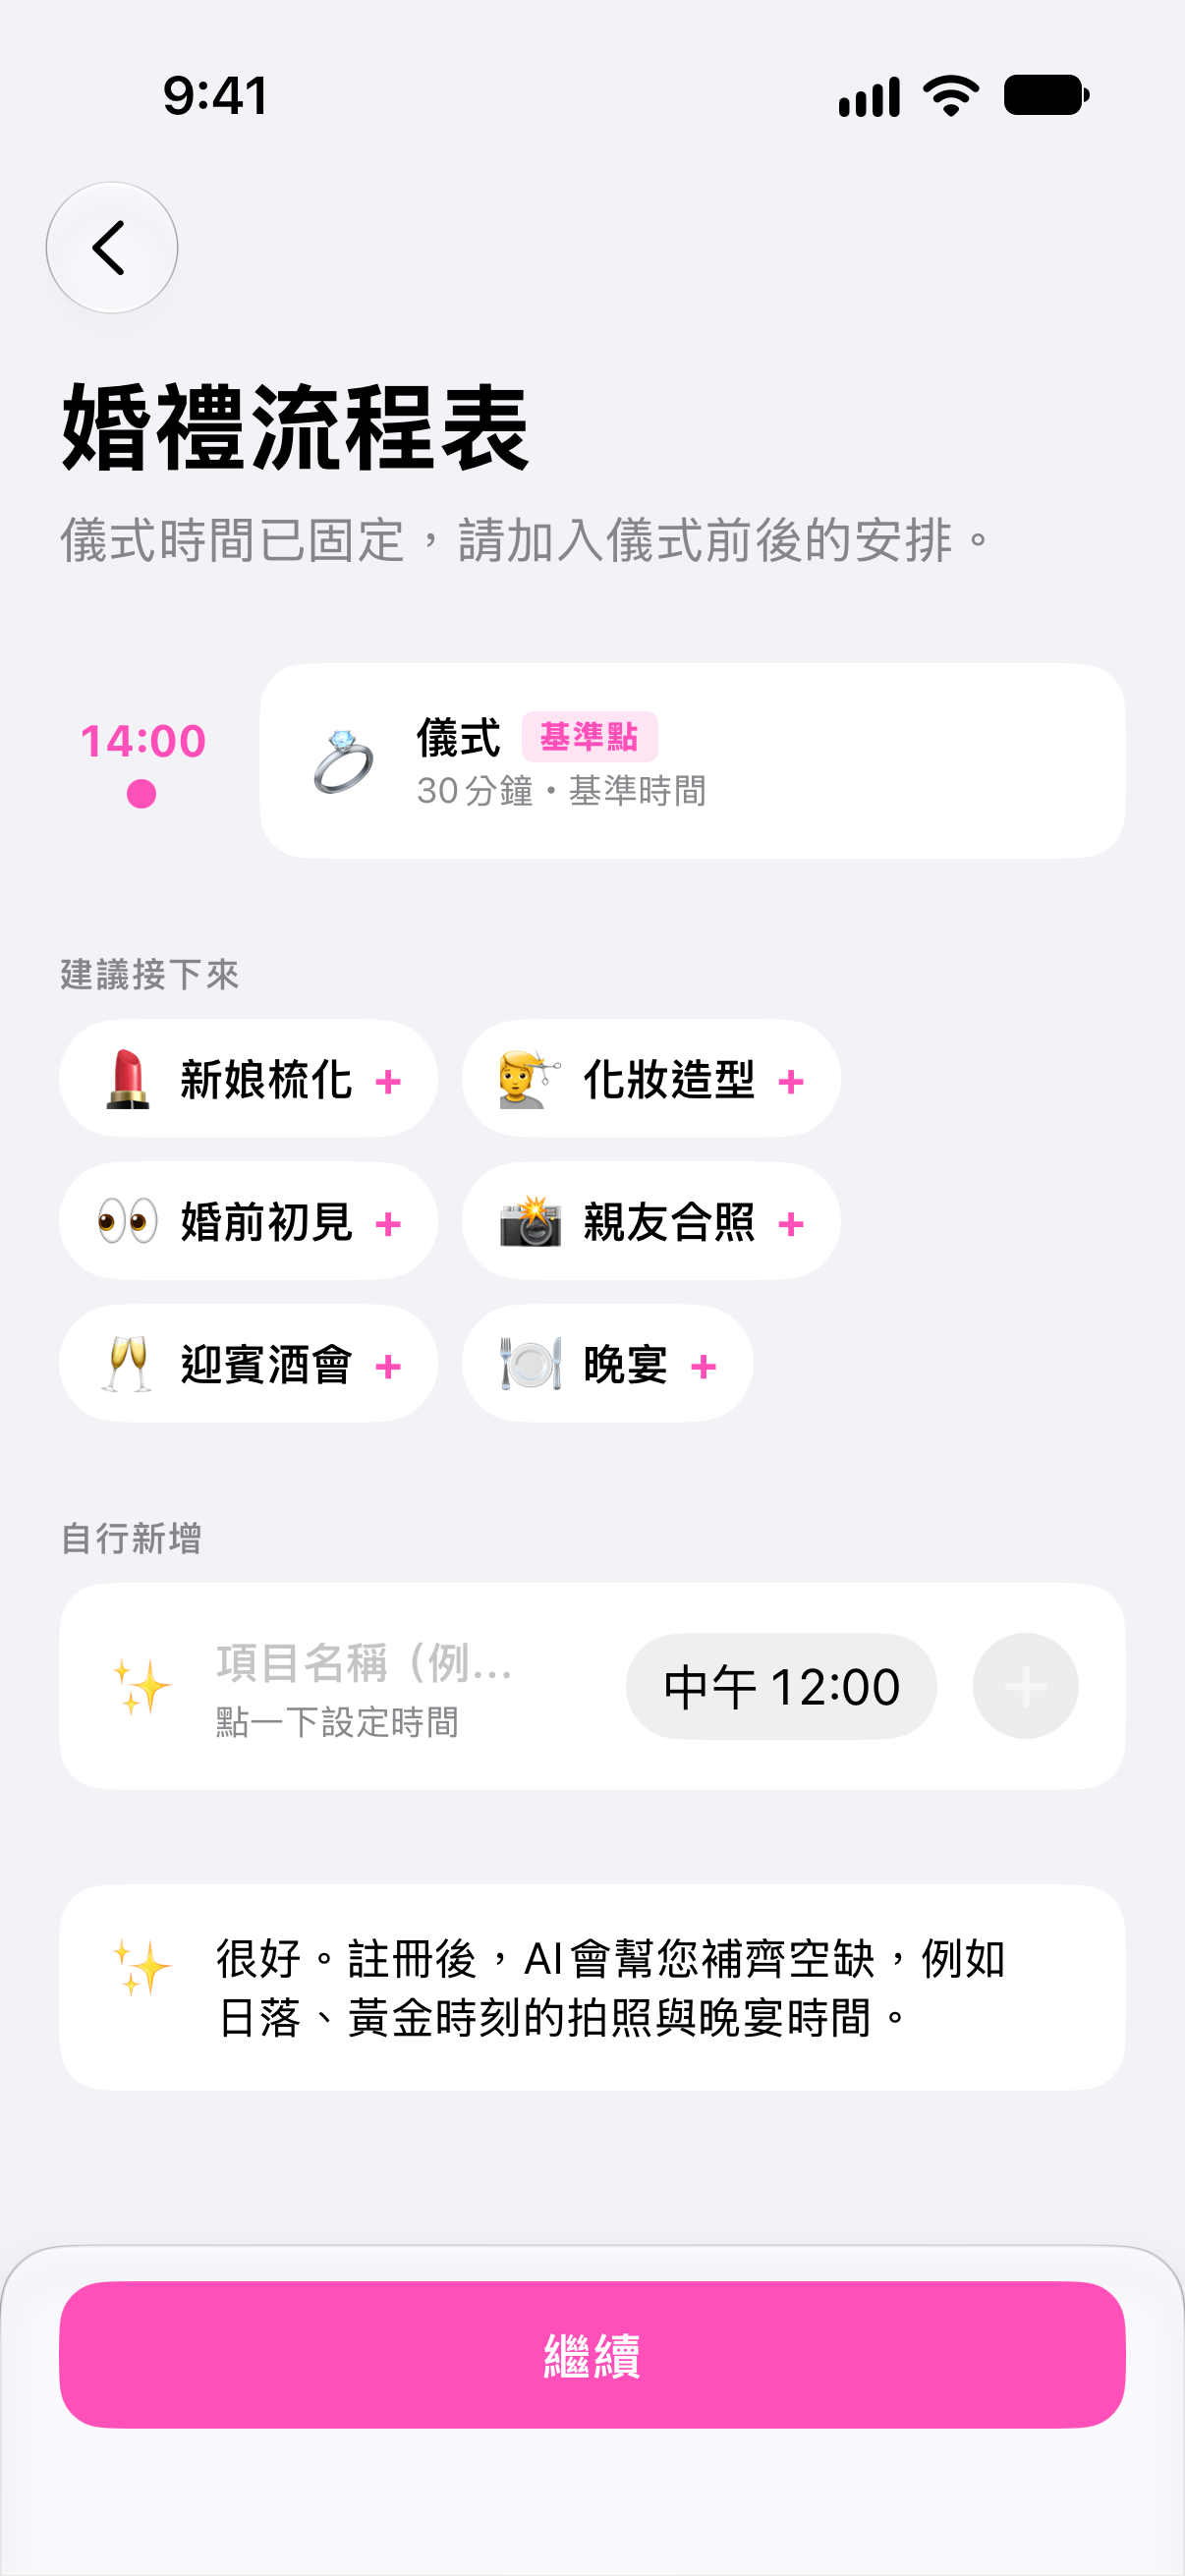 9:41
婚禮流程表
儀式時間已固定，請加入儀式前後的安排。
14:00
儀式 基準點
30 分鐘・基準時間
建議接下來
新娘梳化 +
化妝造型 +
婚前初見 +
親友合照 +
迎賓酒會 +
晚宴 +
自行新增
項目名稱（例...
點一下設定時間
中午 12:00
很好。註冊後，AI 會幫您補齊空缺，例如
日落、黃金時刻的拍照與晚宴時間。
繼續